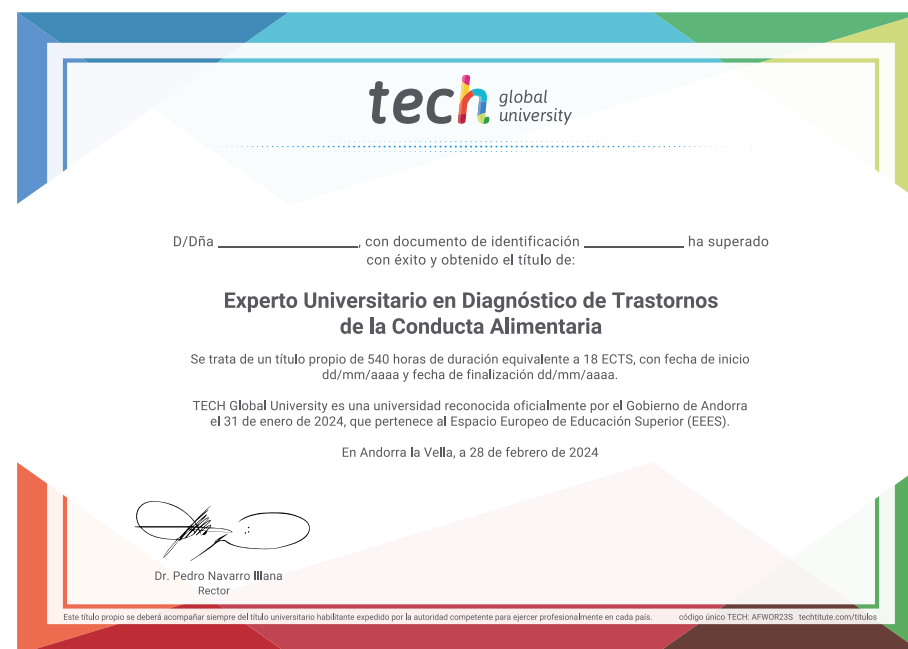 tech global university
D/Dña ______________, con documento de identificación __________ ha superado
con éxito y obtenido el título de:
Experto Universitario en Diagnóstico de Trastornos
de la Conducta Alimentaria
Se trata de un título propio de 540 horas de duración equivalente a 18 ECTS, con fecha de inicio
dd/mm/aaaa y fecha de finalización dd/mm/aaaa.
TECH Global University es una universidad reconocida oficialmente por el Gobierno de Andorra
el 31 de enero de 2024, que pertenece al Espacio Europeo de Educación Superior (EEES).
En Andorra la Vella, a 28 de febrero de 2024
Dr. Pedro Navarro Illana
Rector
Este título propio se deberá acompañar siempre del título universitario habilitante expedido por la autoridad competente para ejercer profesionalmente en cada país. código único TECH: AFWOR23S techtitute.com/titulos